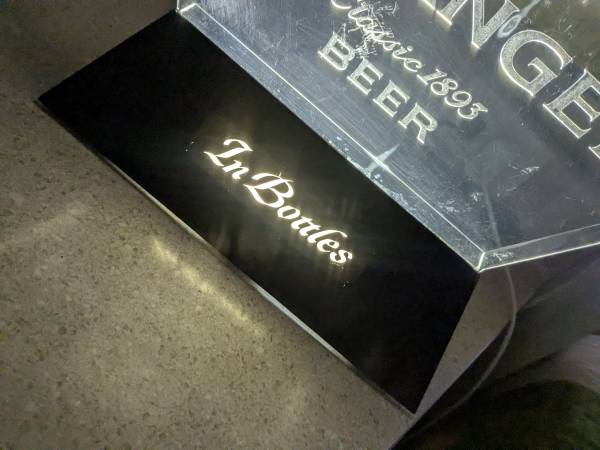 Classic 1893
BEER
In Bottles